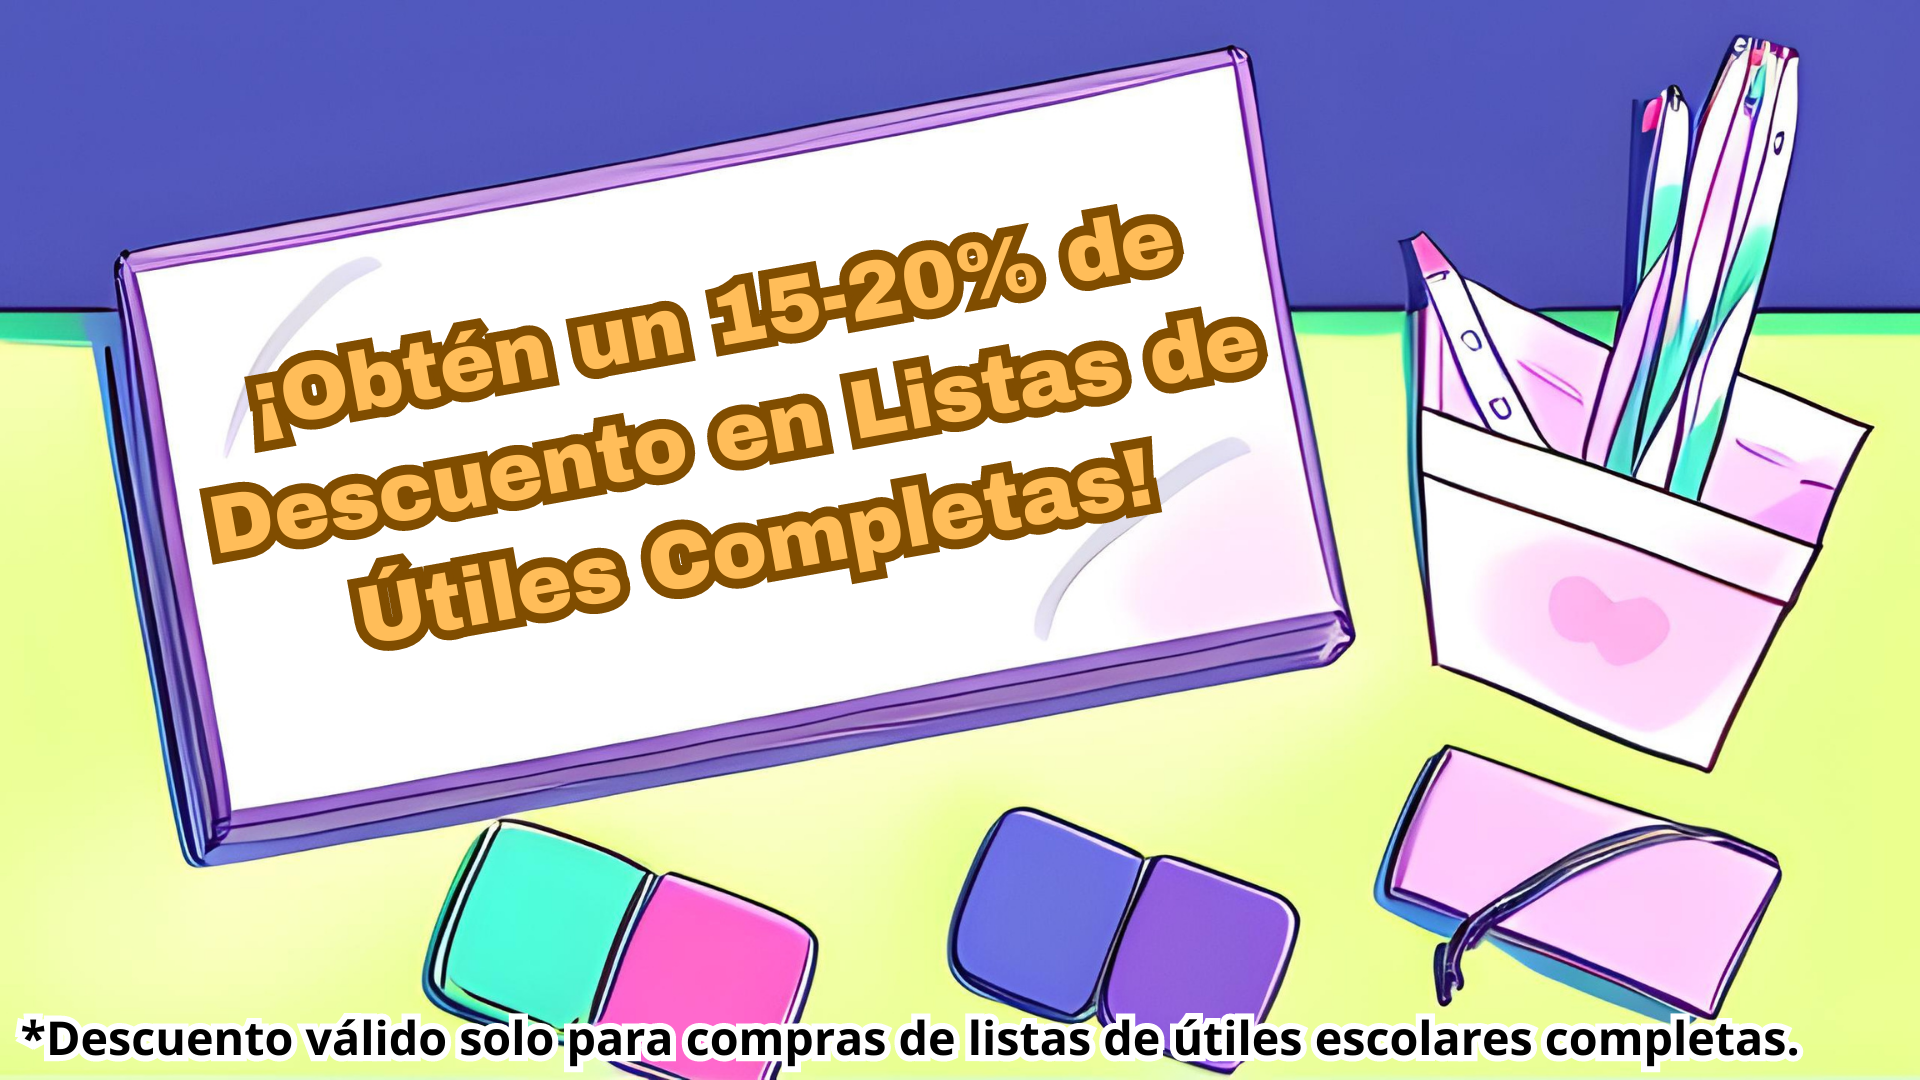 ¡Obtén un 15-20% de
Descuento en Listas de
Útiles Completas!
*Descuento válido solo para compras de listas de útiles escolares completas.